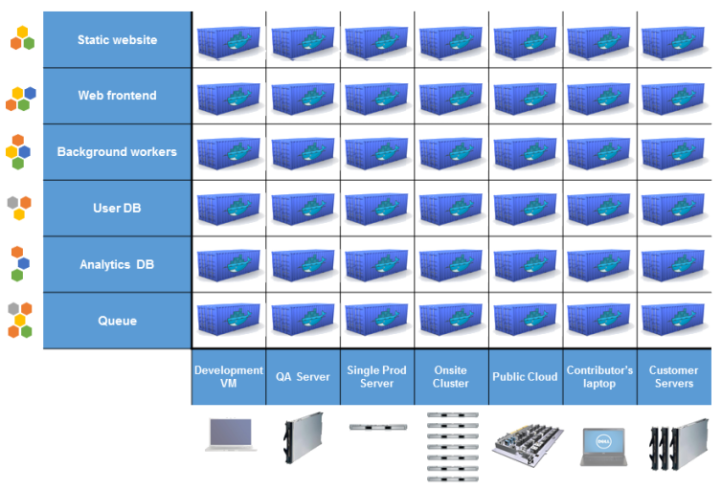 Static website
Web frontend
Background workers
User DB
Analytics DB
Queue
Development
VM
QA Server
Single Prod
Server
Onsite
Cluster
Public Cloud
Contributor's
laptop
Customer
Servers
DELL